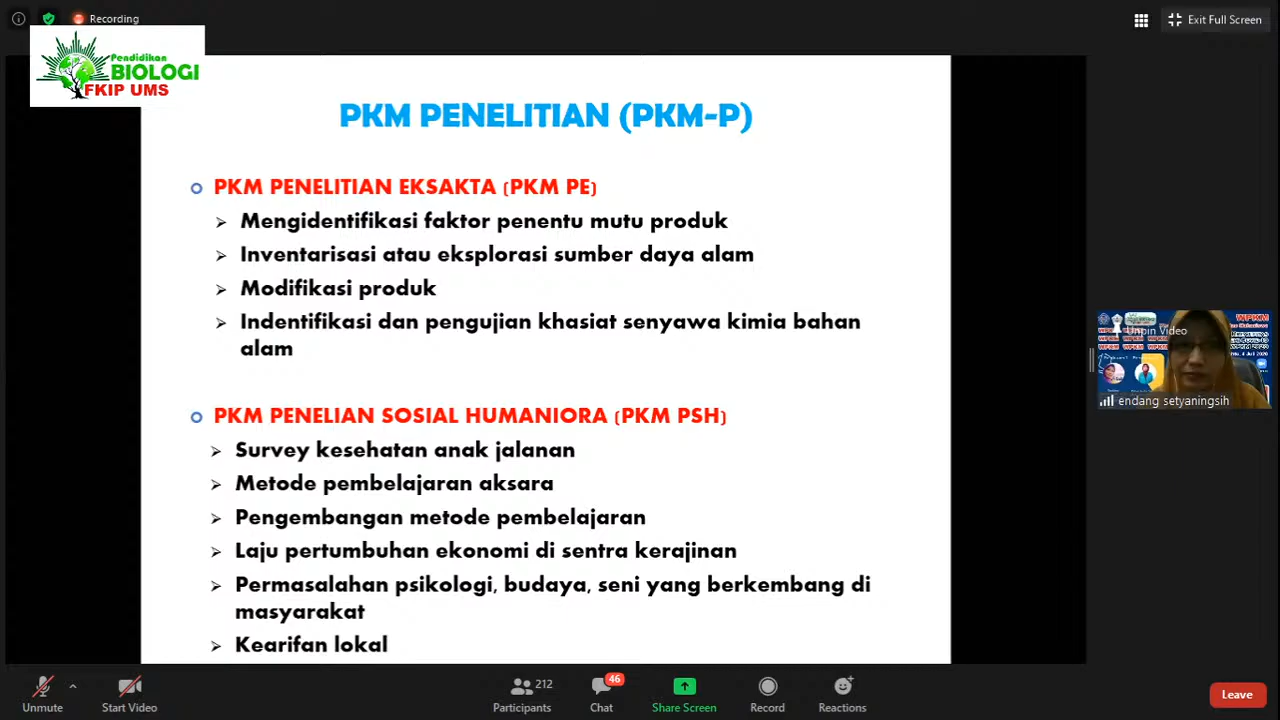 Recording
Exit Full Screen
Pendidikan
BIOLOGI
FKIP UMS
PKM PENELITIAN (PKM-P)
PKM PENELITIAN EKSAKTA (PKM PE)
Mengidentifikasi faktor penentu mutu produk
Inventarisasi atau eksplorasi sumber daya alam
Modifikasi produk
Indentifikasi dan pengujian khasiat senyawa kimia bahan
alam
PKM PENELIAN SOSIAL HUMANIORA (PKM PSH)
Survey kesehatan anak jalanan
Metode pembelajaran aksara
Pengembangan metode pembelajaran
Laju pertumbuhan ekonomi di sentra kerajinan
Permasalahan psikologi, budaya, seni yang berkembang di
masyarakat
Kearifan lokal
WPKM
Unpin Video
endang setyaningsih
Unmute
Start Video
212
Participants
46
Chat
Share Screen
Record
Reactions
Leave